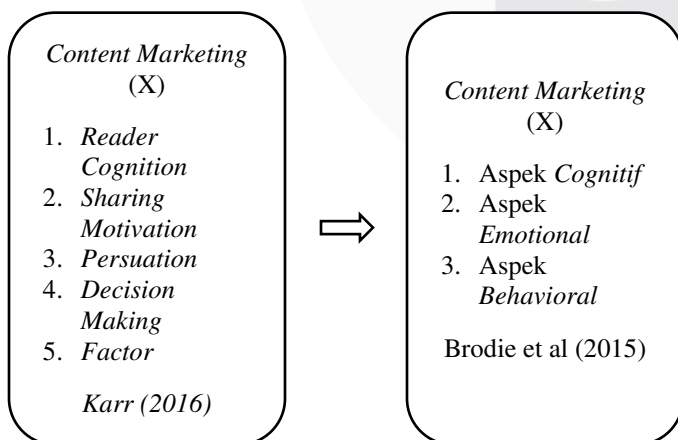 Content Marketing
(X)
1. Reader
Cognition
2. Sharing
Motivation
3. Persuation
4. Decision
Making
5. Factor
Karr (2016)
Content Marketing
(X)
1. Aspek Cognitif
2. Aspek
Emotional
3. Aspek
Behavioral
Brodie et al (2015)